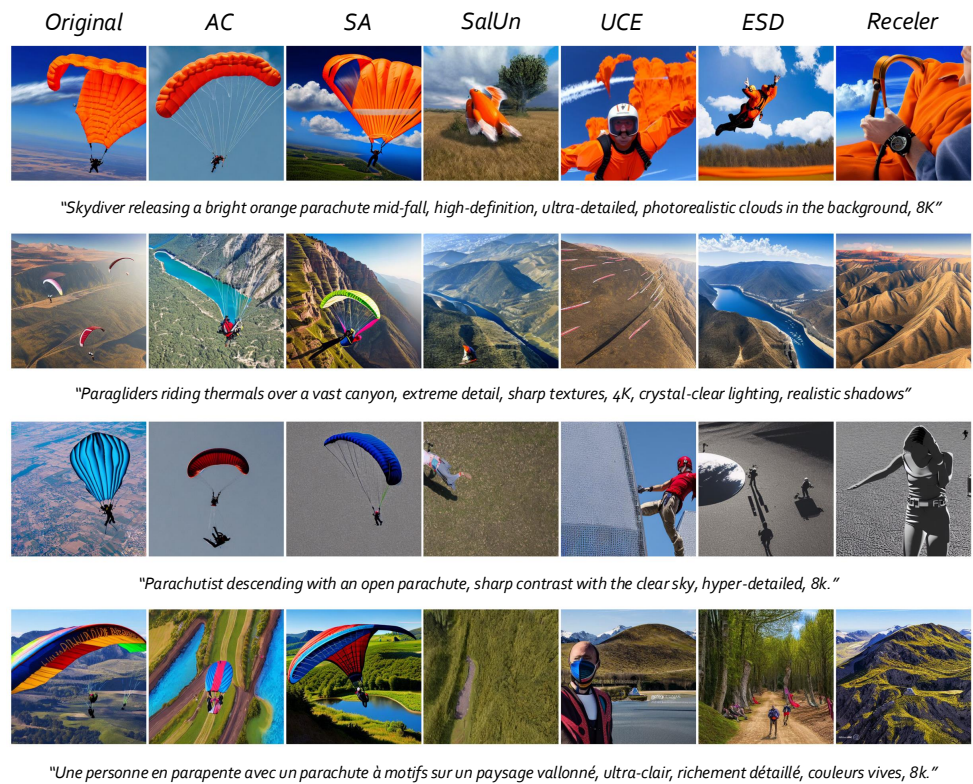 Original AC SA SalUn UCE ESD Receler
“Skydiver releasing a bright orange parachute mid-fall, high-definition, ultra-detailed, photorealistic clouds in the background, 8K”
“Paragliders riding thermals over a vast canyon, extreme detail, sharp textures, 4K, crystal-clear lighting, realistic shadows”
“Parachutist descending with an open parachute, sharp contrast with the clear sky, hyper-detailed, 8k.”
“Une personne en parapente avec un parachute à motifs sur un paysage vallonné, ultra-clair, richement détaillé, couleurs vives, 8k.”